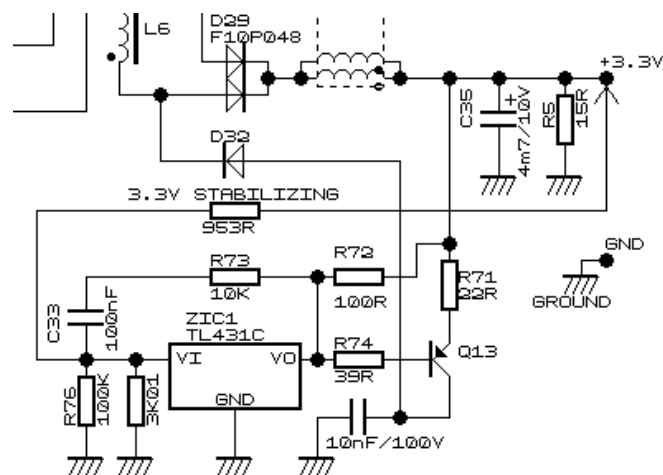 L6
D29
F10P048
+3.3V
C35
4m7/10V
+
R5
15R
D32
3.3V STABILIZING
953R
GND
GROUND
R73
10K
R72
100R
R71
22R
C33
100nF
ZIC1
TL431C
VI
VO
GND
R74
39R
Q13
R76
100K
3K01
10nF/100V